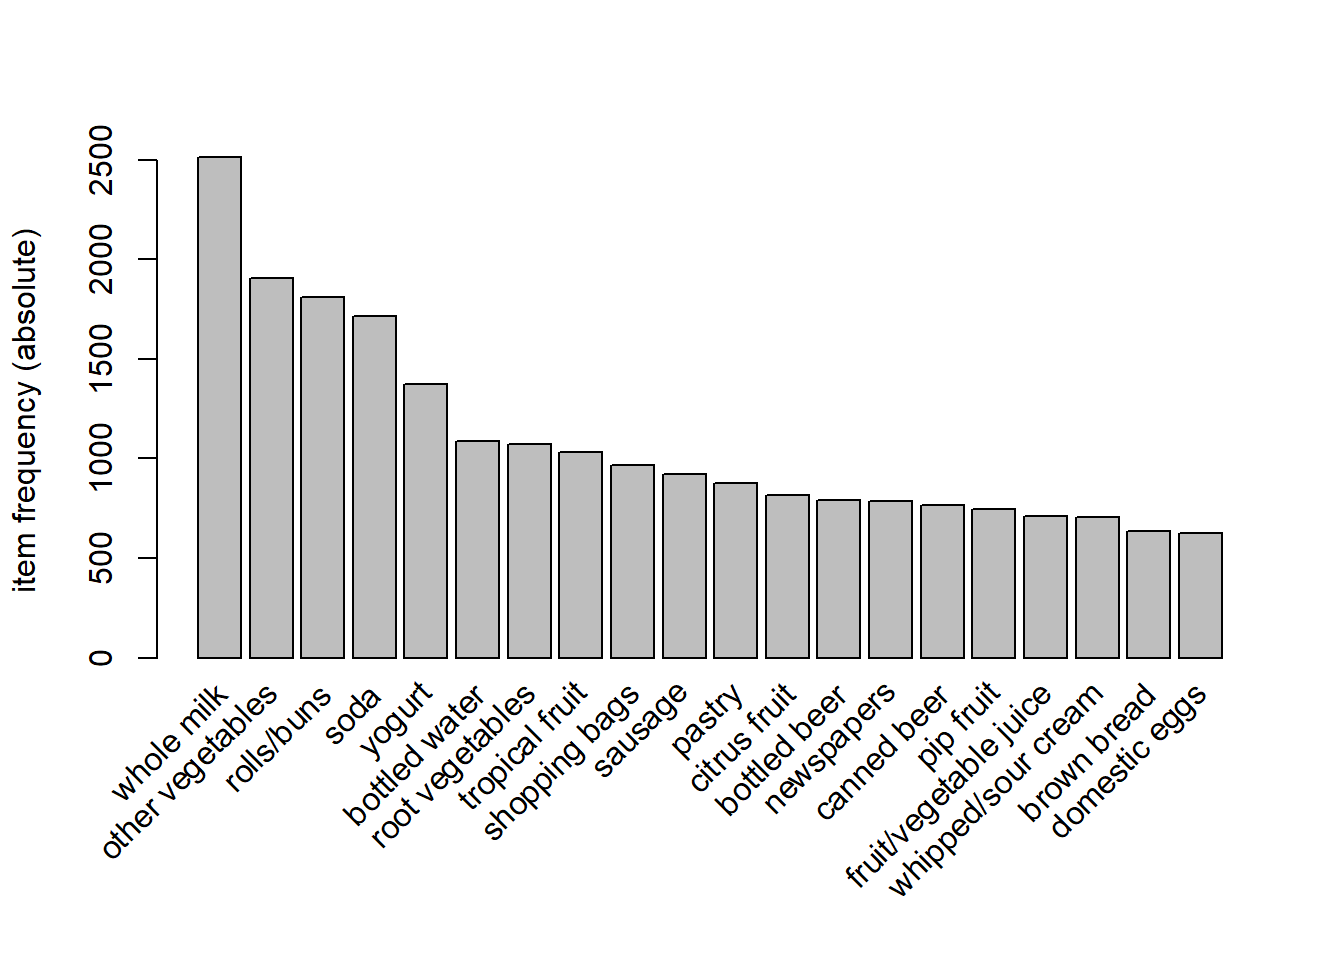 item frequency (absolute)
2500
2000
1500
1000
500
0
whole milk
other vegetables
rolls/buns
soda
yogurt
bottled water
root vegetables
tropical fruit
shopping bags
sausage
pastry
citrus fruit
bottled beer
newspapers
canned beer
pip fruit
fruit/vegetable juice
whipped/sour cream
brown bread
domestic eggs